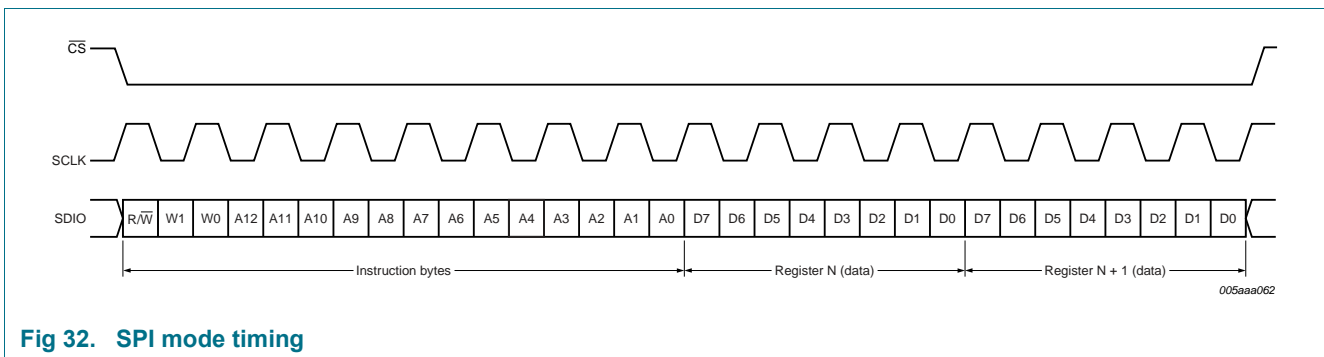 CS
SCLK
SDIO R/W W1 W0 A12 A11 A10 A9 A8 A7 A6 A5 A4 A3 A2 A1 A0 D7 D6 D5 D4 D3 D2 D1 D0 D7 D6 D5 D4 D3 D2 D1 D0
Instruction bytes Register N (data) Register N + 1 (data)
005aaa062
Fig 32. SPI mode timing